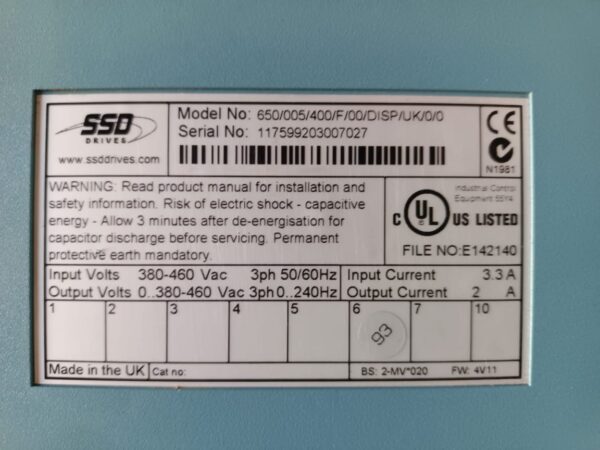 SSD
DRIVES
www.ssddrives.com
Model No: 650/005/400/F/00/DISP/UK/0/0
Serial No: 117599203007027
CE
N1981
WARNING: Read product manual for installation and
safety information. Risk of electric shock - capacitive
energy - Allow 3 minutes after de-energisation for
capacitor discharge before servicing. Permanent
protective earth mandatory.
Industrial Control
Equipment 55Y4
C UL US LISTED
FILE NO:E142140
Input Volts 380-460 Vac 3ph 50/60Hz
Input Current 3.3 A
Output Volts 0..380-460 Vac 3ph 0..240Hz
Output Current 2 A
1 2 3 4 5 6 7 10
93
Made in the UK Cat no: BS: 2-MV*020 FW: 4V11